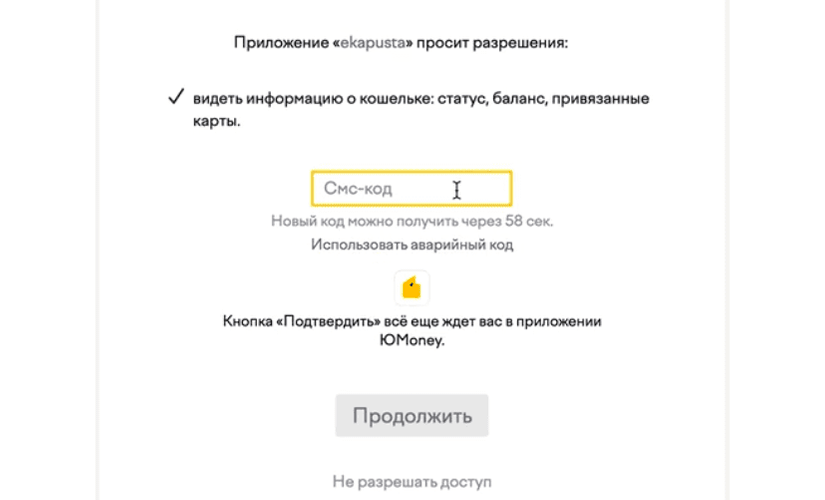 Приложение «ekapusta» просит разрешения:
видеть информацию о кошельке: статус, баланс, привязанные
карты.
Смс-код
Новый код можно получить через 58 сек.
Использовать аварийный код
Кнопка «Подтвердить» всё еще ждет вас в приложении
ЮMoney.
Продолжить
Не разрешать доступ